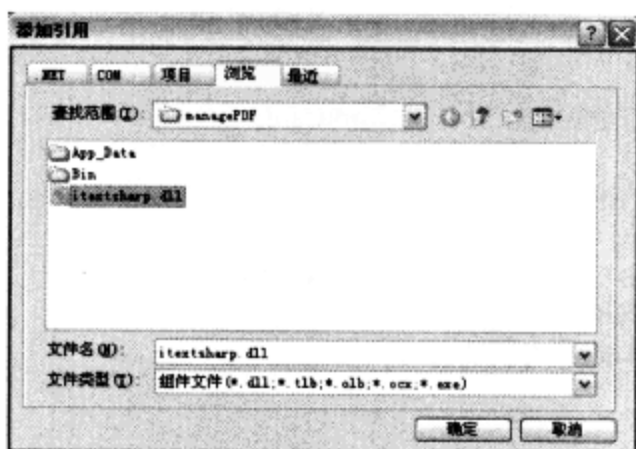 添加引用
.NET COM 项目 浏览 最近
查找范围(I): managePDF
App_Data
Bin
itextsharp.dll
文件名(N): itextsharp.dll
文件类型(T): 组件文件(*.dll;*.tlb;*.olb;*.ocx;*.exe)
确定 取消